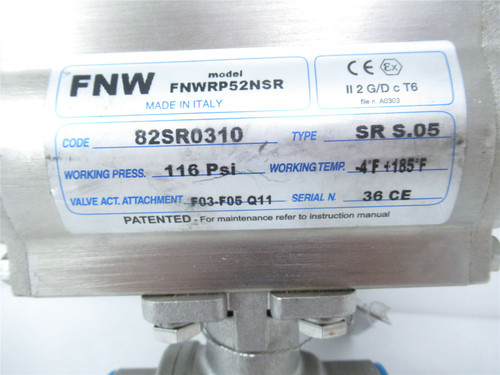 FNW model
FNWRP52NSR
MADE IN ITALY
CE Ex
II 2 G/D c T6
file n. A0303
CODE 82SR0310 TYPE SR S.05
WORKING PRESS. 116 Psi WORKING TEMP. -4°F +185°F
VALVE ACT. ATTACHMENT F03-F05 Q11 SERIAL N. 36 CE
PATENTED - For maintenance refer to instruction manual